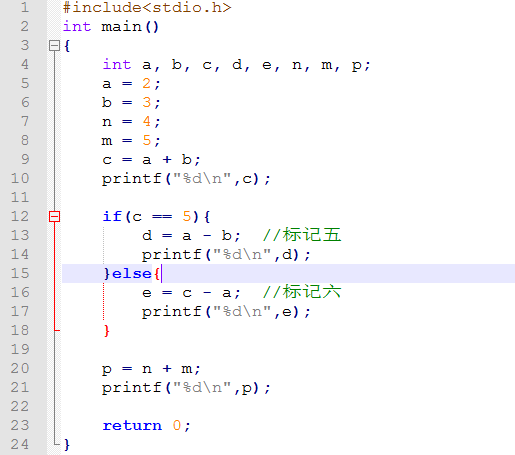 1 #include<stdio.h>
2 int main()
3 {
4     int a, b, c, d, e, n, m, p;
5     a = 2;
6     b = 3;
7     n = 4;
8     m = 5;
9     c = a + b;
10     printf("%d\n",c);
11
12     if(c == 5){
13         d = a - b;  //标记五
14         printf("%d\n",d);
15     }else{
16         e = c - a;  //标记六
17         printf("%d\n",e);
18     }
19
20     p = n + m;
21     printf("%d\n",p);
22
23     return 0;
24 }